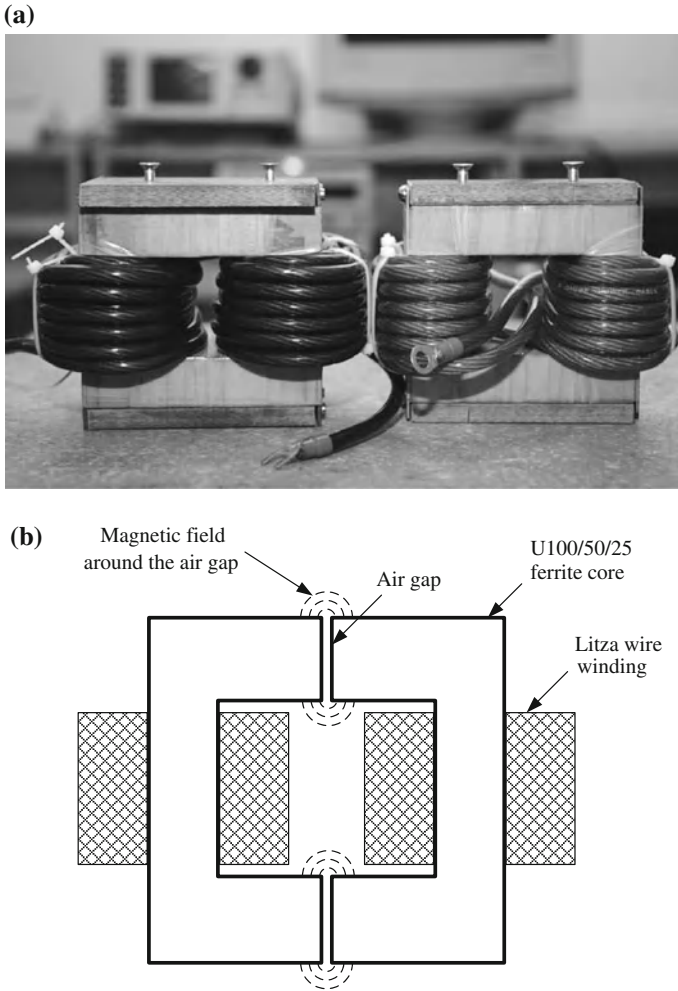 (a)
(b)
Magnetic field
around the air gap
Air gap
U100/50/25
ferrite core
Litza wire
winding